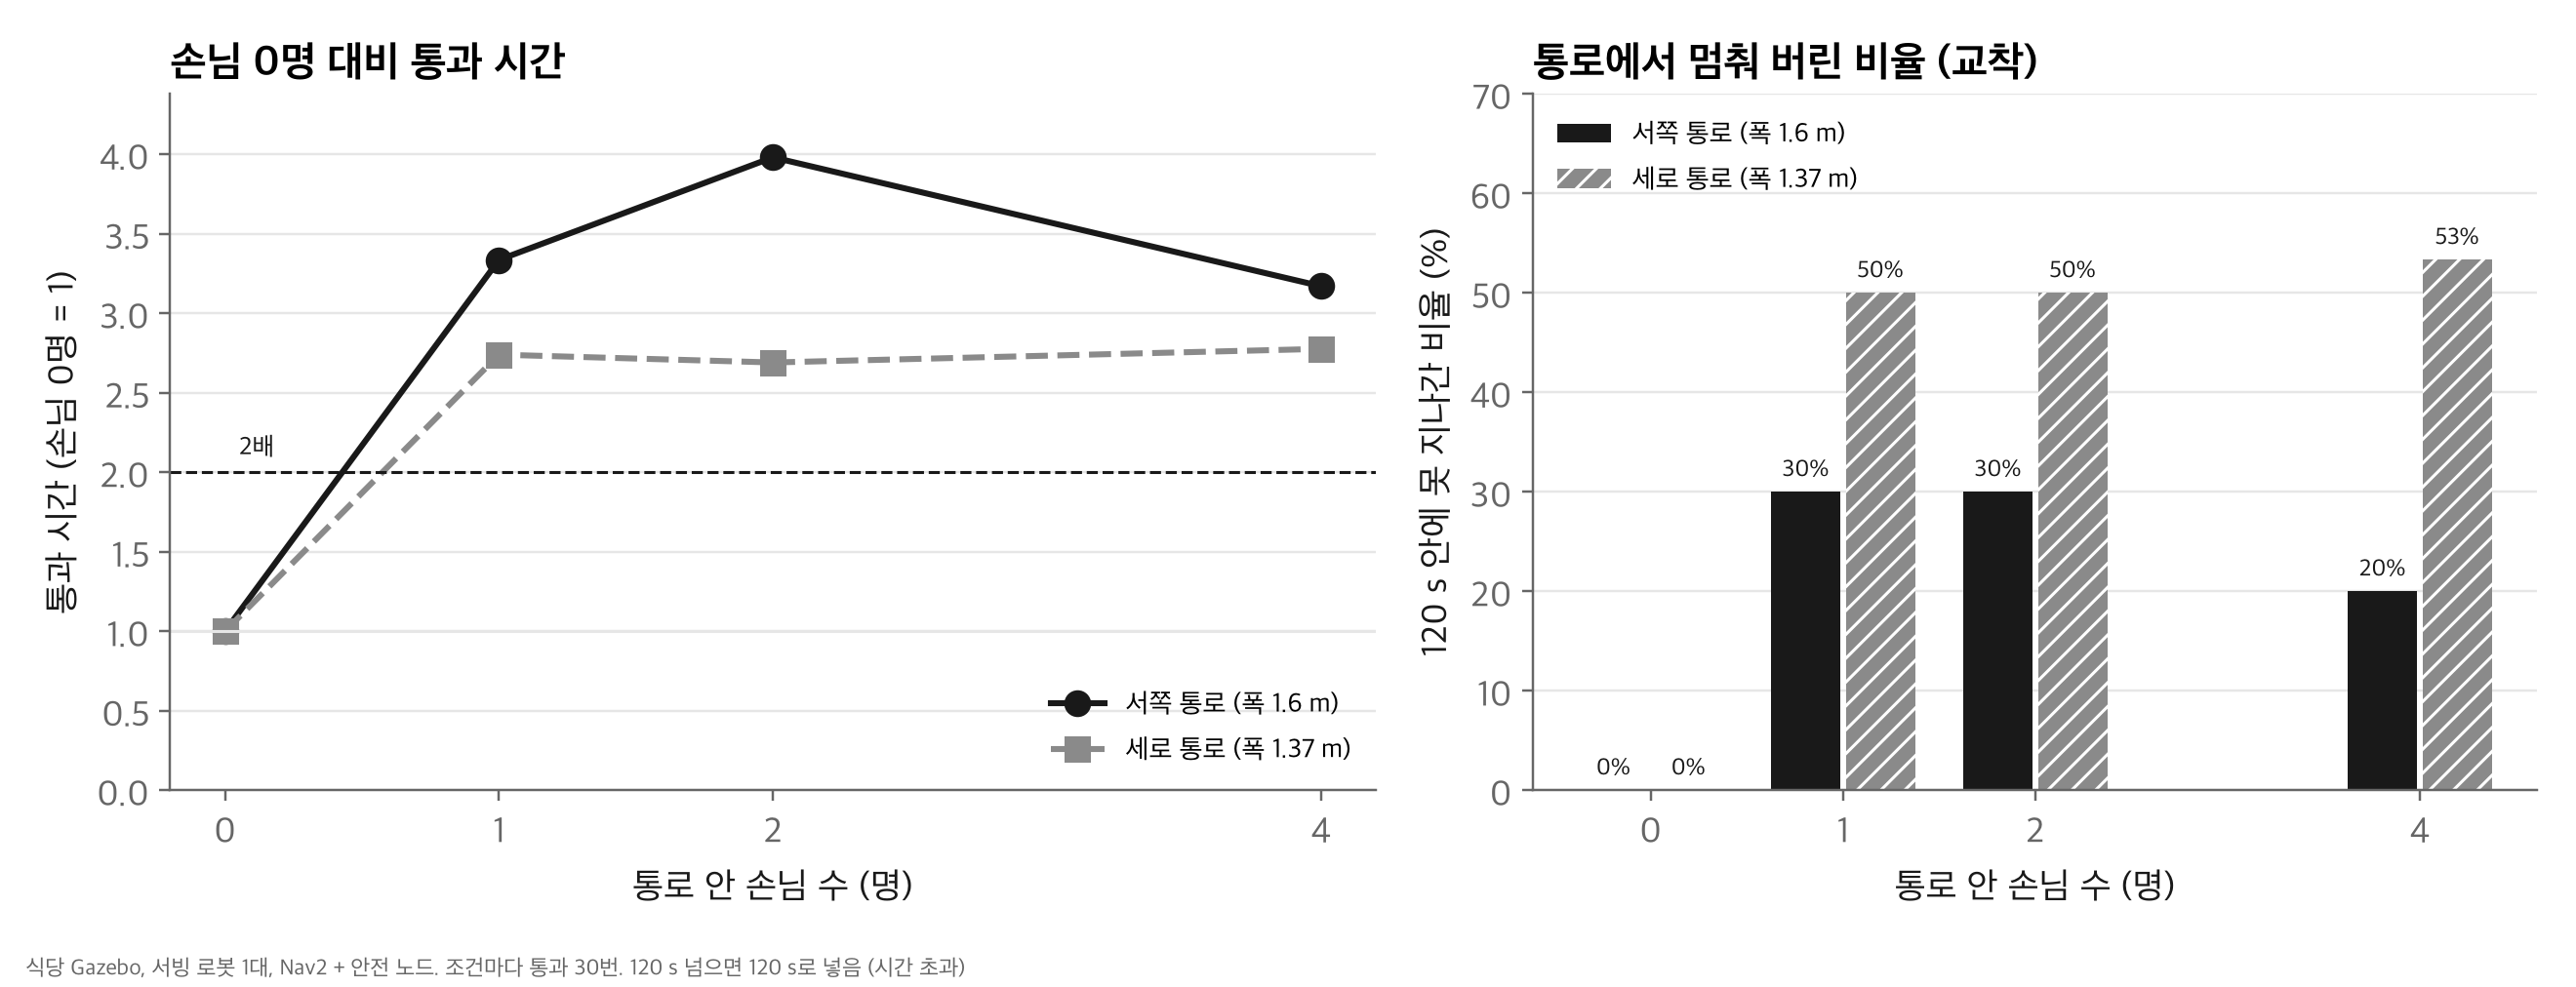 손님 0명 대비 통과 시간
통과 시간 (손님 0명 = 1)
4.0
3.5
3.0
2.5
2.0
1.5
1.0
0.5
0.0
2배
서쪽 통로 (폭 1.6 m)
세로 통로 (폭 1.37 m)
0 1 2 4
통로 안 손님 수 (명)
통로에서 멈춰 버린 비율 (교착)
120 s 안에 못 지나간 비율 (%)
70
60
50
40
30
20
10
0
서쪽 통로 (폭 1.6 m)
세로 통로 (폭 1.37 m)
0% 0% 30% 50% 30% 50% 20% 53%
0 1 2 4
통로 안 손님 수 (명)
식당 Gazebo, 서빙 로봇 1대, Nav2 + 안전 노드. 조건마다 통과 30번. 120 s 넘으면 120 s로 넣음 (시간 초과)